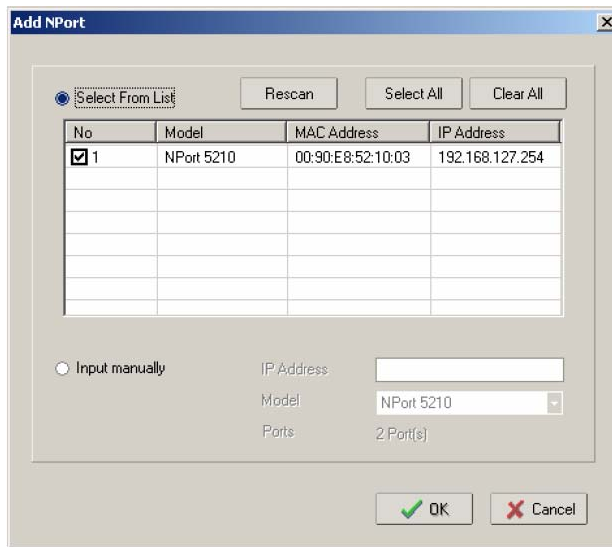 Add NPort
Select From List
Rescan
Select All
Clear All
No Model MAC Address IP Address
1 NPort 5210 00:90:E8:52:10:03 192.168.127.254
Input manually
IP Address
Model NPort 5210
Ports 2 Port(s)
OK
Cancel